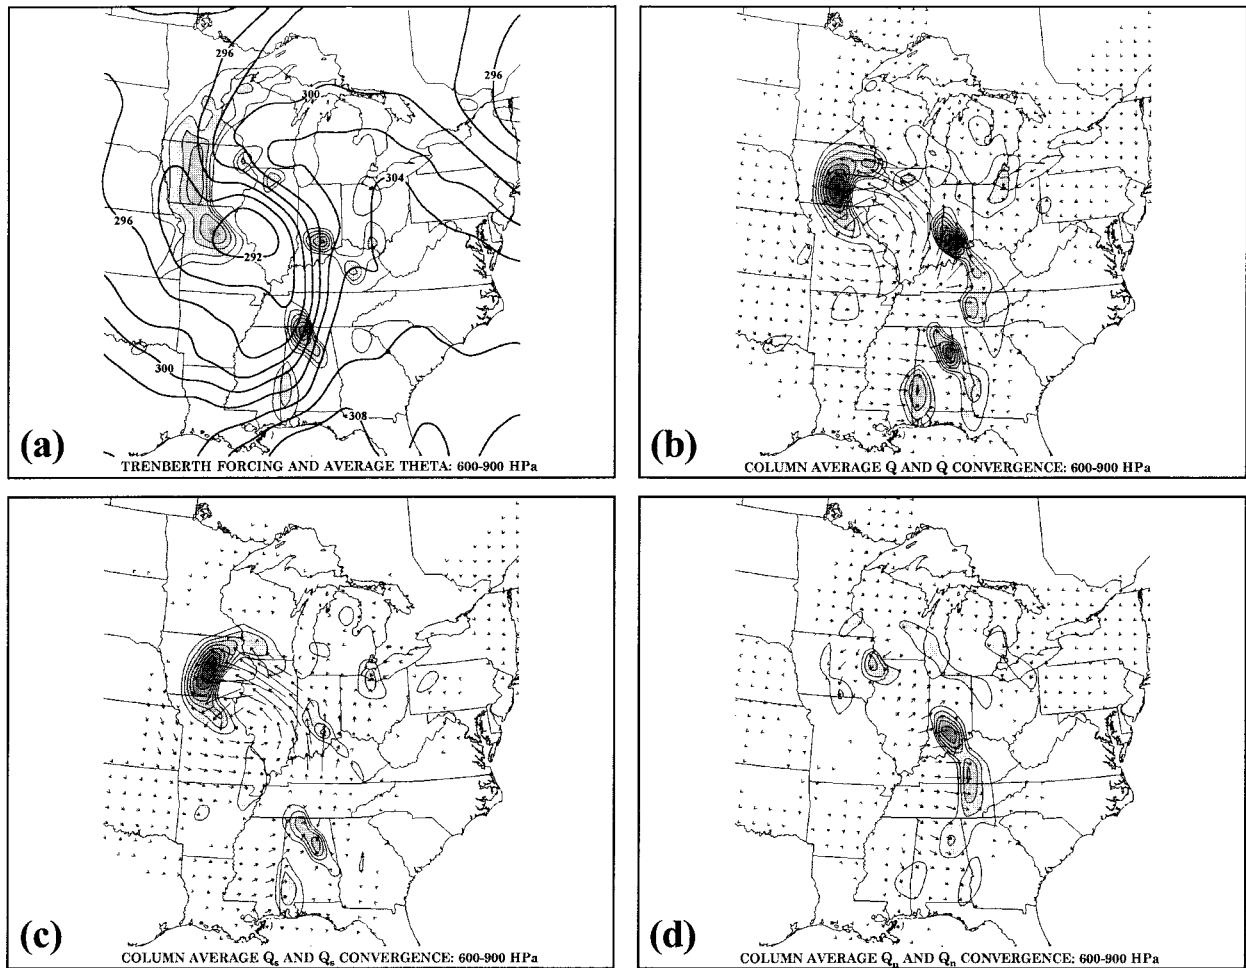 296
296
300
304
296
292
300
308
(a)
TRENBERTH FORCING AND AVERAGE THETA: 600-900 HPa
(b)
COLUMN AVERAGE Q AND Q CONVERGENCE: 600-900 HPa
(c)
COLUMN AVERAGE Qs AND Qs CONVERGENCE: 600-900 HPa
(d)
COLUMN AVERAGE Qn AND Qn CONVERGENCE: 600-900 HPa